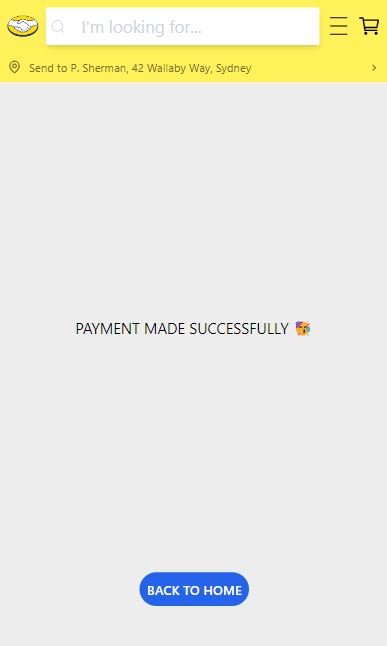 I'm looking for...
Send to P. Sherman, 42 Wallaby Way, Sydney
PAYMENT MADE SUCCESSFULLY 🥳
BACK TO HOME